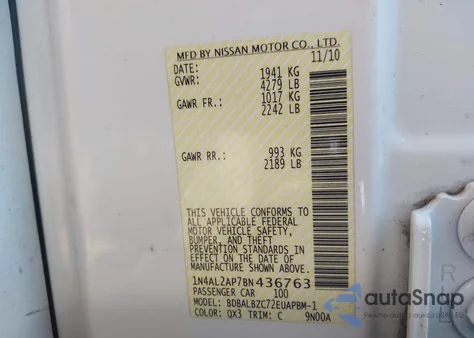 MFD BY NISSAN MOTOR CO., LTD.
DATE: 11/10
GVWR: 1941 KG
4279 LB
GAWR FR.: 1017 KG
2242 LB
GAWR RR.: 993 KG
2189 LB
THIS VEHICLE CONFORMS TO
ALL APPLICABLE FEDERAL
MOTOR VEHICLE SAFETY,
BUMPER, AND THEFT
PREVENTION STANDARDS IN
EFFECT ON THE DATE OF
MANUFACTURE SHOWN ABOVE.
1N4AL2AP7BN436763
PASSENGER CAR 100
MODEL: BDBALBZC72EUAPBM-1
COLOR: QX3 TRIM: C 9N00A
autoSnap